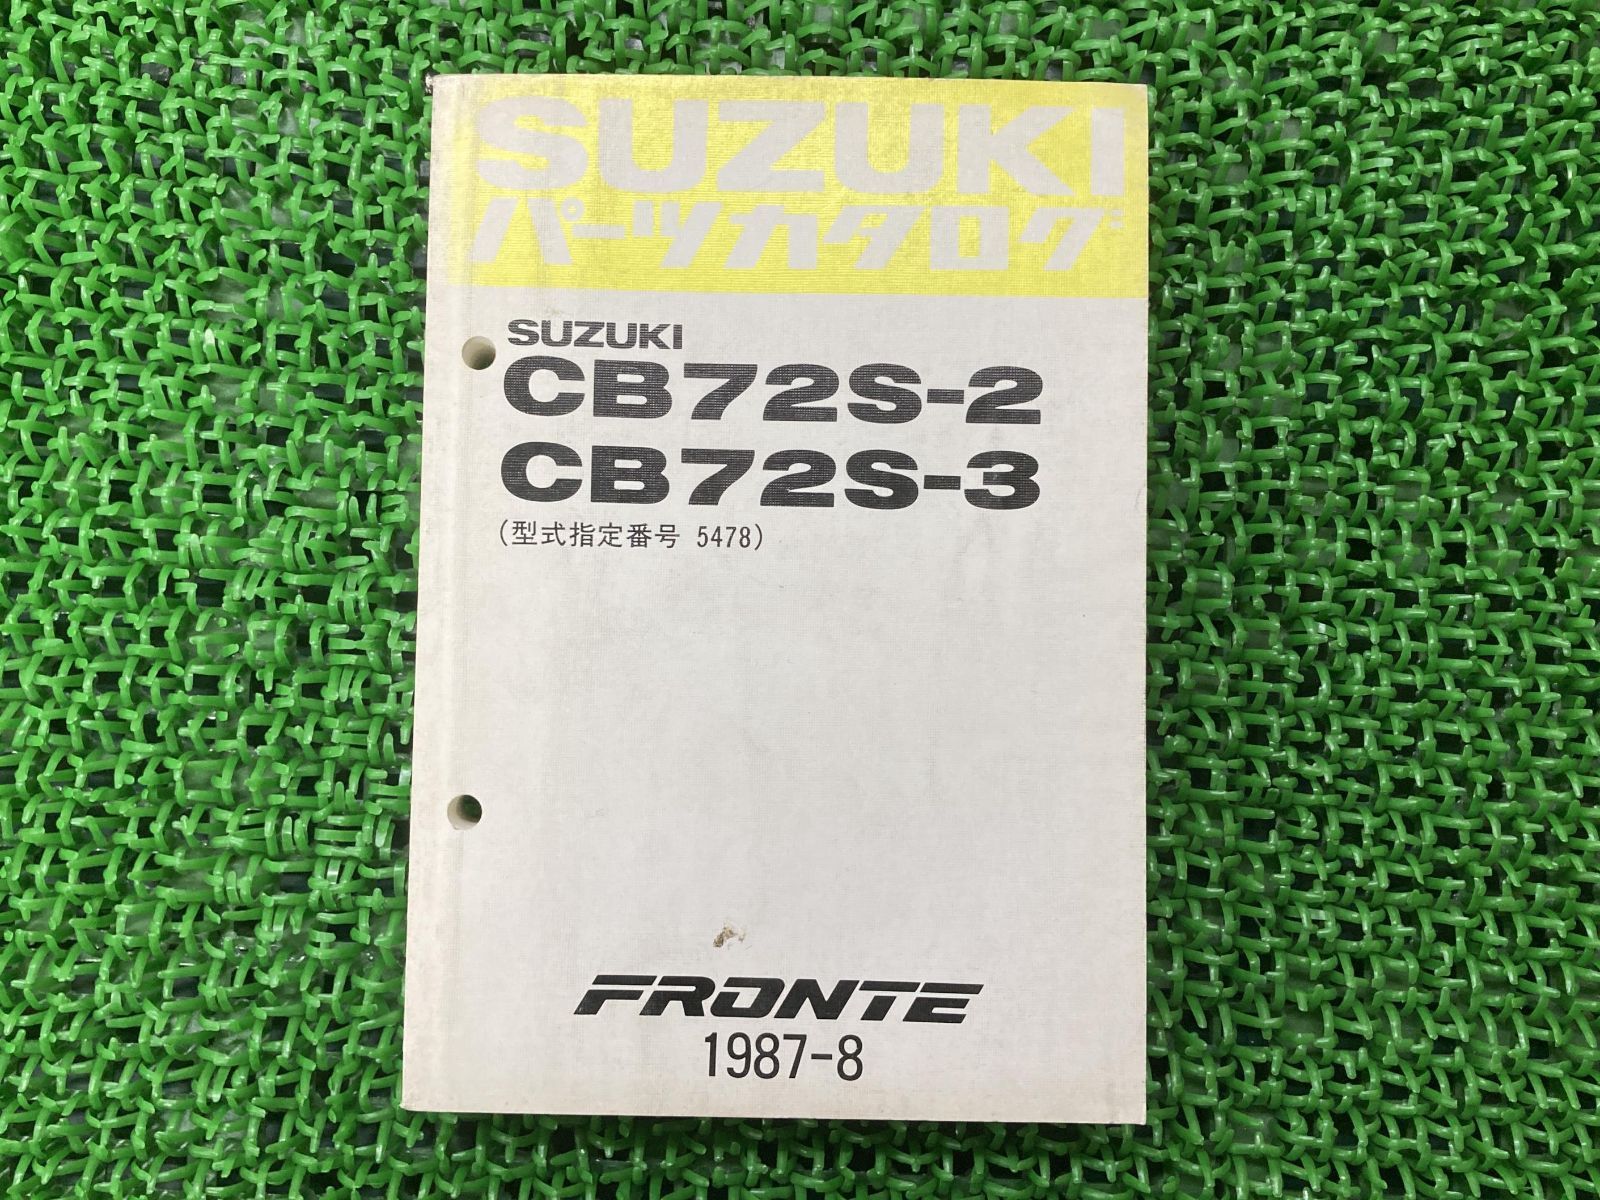 SUZUKI
パーツカタログ
SUZUKI
CB72S-2
CB72S-3
(型式指定番号 5478)
FRONTE
1987-8